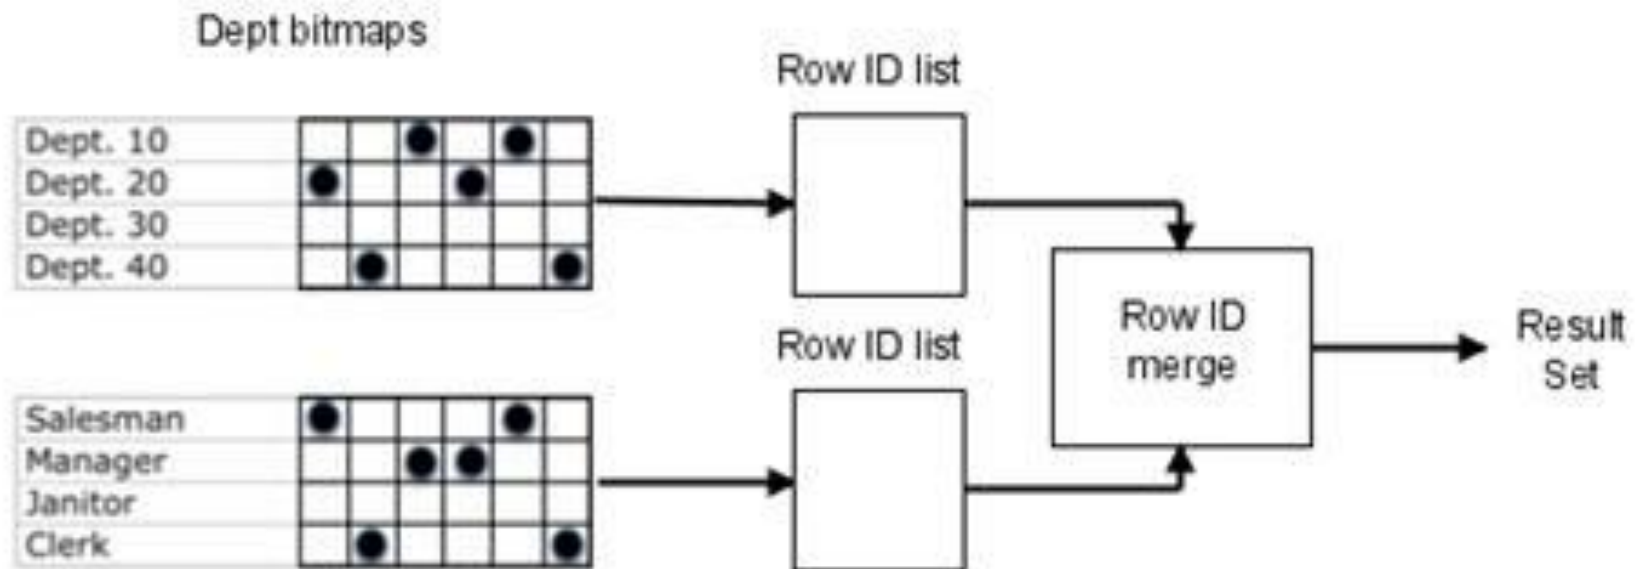 Dept bitmaps
Row ID list
Dept. 10
Dept. 20
Dept. 30
Dept. 40
Row ID
merge
Result
Set
Row ID list
Salesman
Manager
Janitor
Clerk